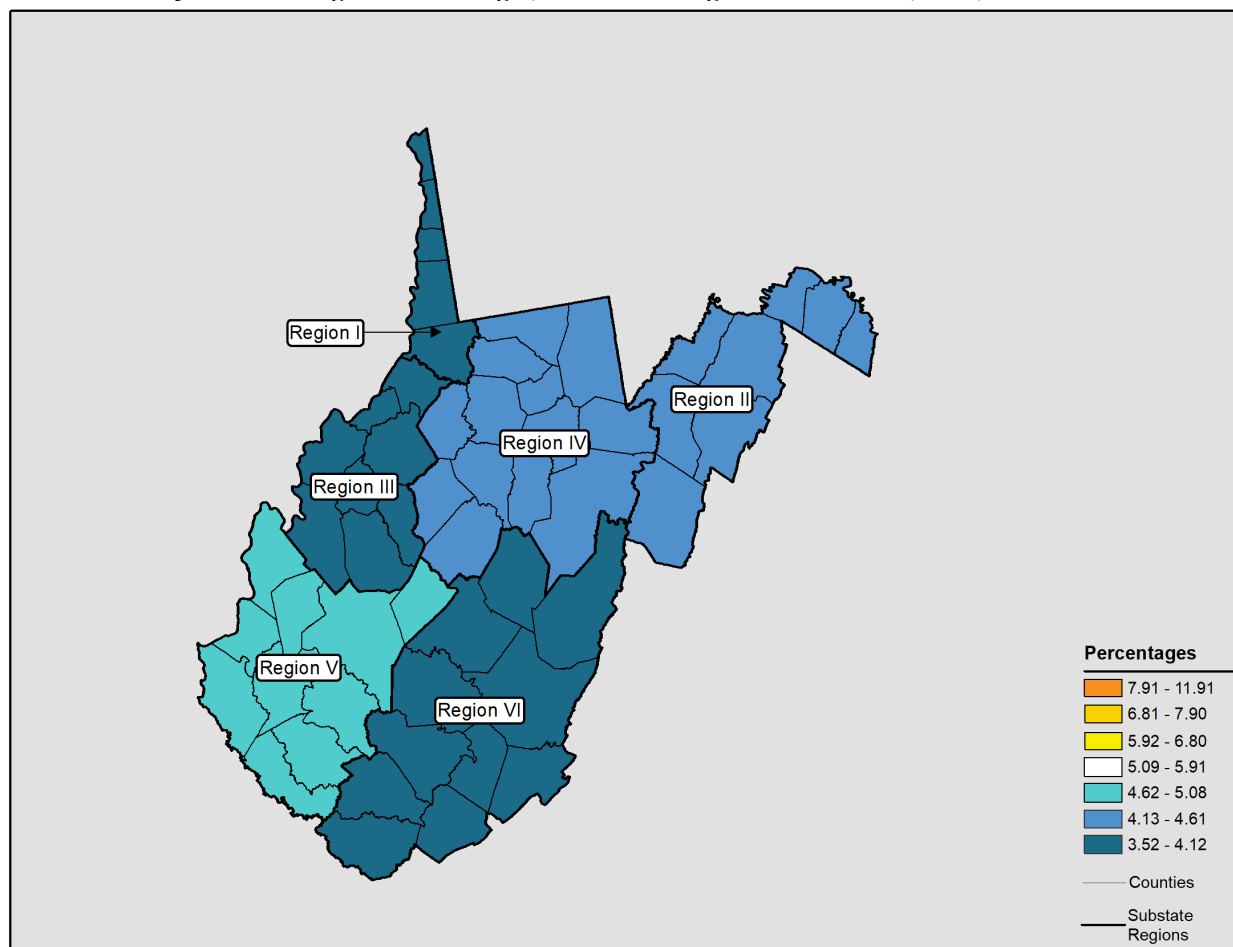 Region I
Region II
Region IV
Region III
Region V
Region VI
Percentages
7.91 - 11.91
6.81 - 7.90
5.92 - 6.80
5.09 - 5.91
4.62 - 5.08
4.13 - 4.61
3.52 - 4.12
Counties
Substate
Regions